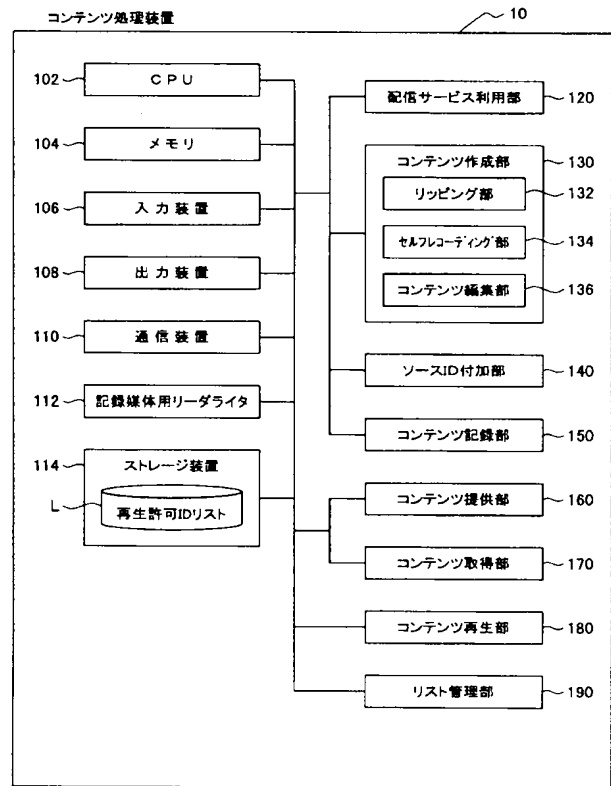 コンテンツ処理装置
10
102
CPU
104
メモリ
106
入力装置
108
出力装置
110
通信装置
112
記録媒体用リーダライタ
114
ストレージ装置
L
再生許可IDリスト
配信サービス利用部
120
コンテンツ作成部
130
リッピング部
132
セルフレコーディング部
134
コンテンツ編集部
136
ソースID付加部
140
コンテンツ記録部
150
コンテンツ提供部
160
コンテンツ取得部
170
コンテンツ再生部
180
リスト管理部
190